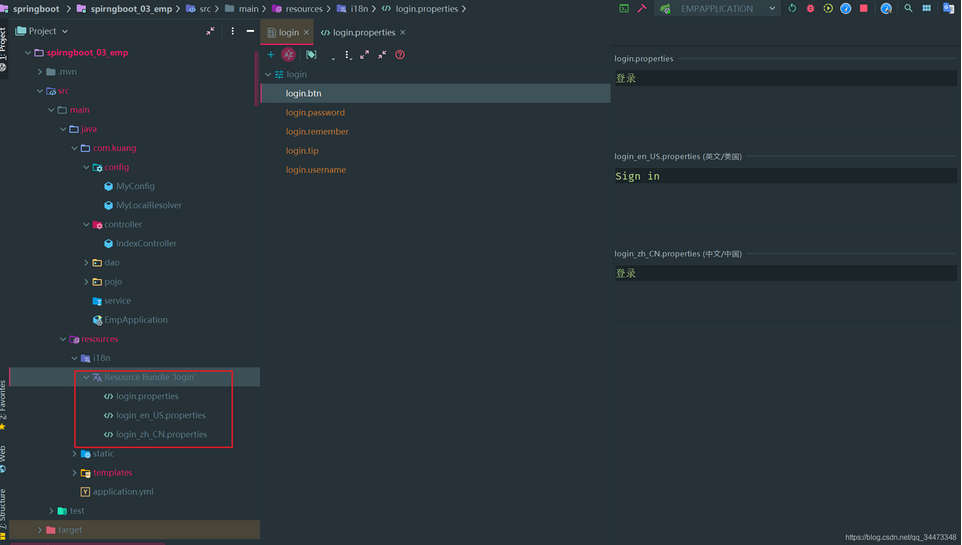 spiringboot spirngboot_03_emp src main resources i18n login.properties EMPAPPLICATION
Project
login
login.properties
1: Project
spirngboot_03_emp
.mvn
src
main
java
com.kuang
config
MyConfig
MyLocalResolver
controller
IndexController
dao
pojo
service
EmpApplication
resources
i18n
Resource Bundle 'login'
login.properties
login_en_US.properties
login_zh_CN.properties
static
templates
application.yml
test
target
2: Favorites
Web
7: Structure
login
login.btn
login.password
login.remember
login.tip
login.username
login.properties
登录
login_en_US.properties (英文/美国)
Sign in
login_zh_CN.properties (中文/中国)
登录
https://blog.csdn.net/qq_34473348